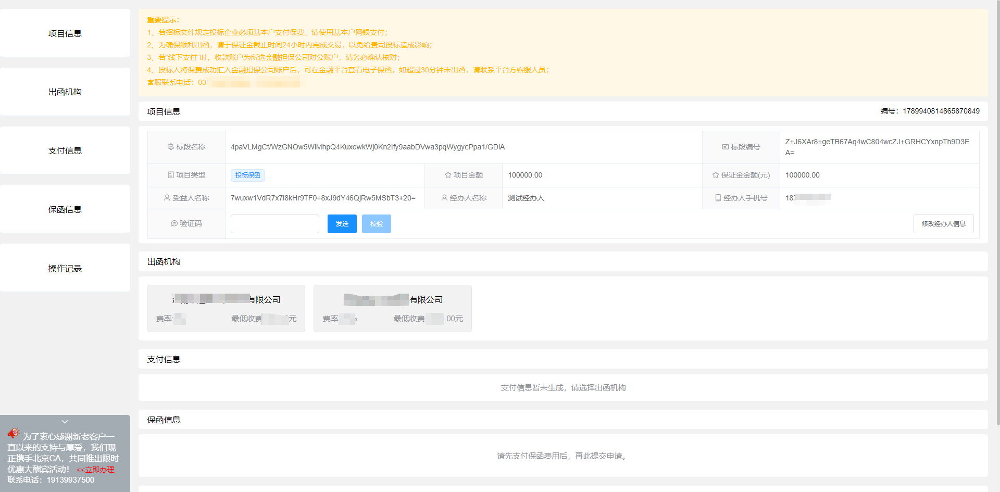 项目信息
出函机构
支付信息
保函信息
操作记录
为了衷心感谢新老客户一
直以来的支持与厚爱，我们现
正携手北京CA，共同推出限时
优惠大酬宾活动！ <<立即办理
联系电话：19139937500
重要提示：
1、若招标文件规定投标企业必须基本户支付保费，请使用基本户网银支付；
2、为确保顺利出函，请于保证金截止时间24小时内完成交易，以免给贵司投标造成影响；
3、若“线下支付”时，收款账户为所选金融担保公司对公账户，请务必确认核对；
4、投标人将保费成功汇入金融担保公司账户后，可在金融平台查看电子保函，如超过30分钟未出函，请联系平台方客服人员；
客服联系电话：03
项目信息 编号：1789940814865870849
标段名称 4paVLMgCt/WzGNOw5WiMhpQ4KuxowkWj0Kn2Ify9aabDVwa3pqWygycPpa1/GDIA 标段编号 Z+J6XAr8+geTB67Aq4wC804wcZJ+GRHCYxnpTh9D3E
A=
项目类型 投标保函 项目金额 100000.00 保证金金额(元) 100000.00
受益人名称 7wuxw1VdR7x7i8kHr9TF0+8xJ9dY46QjRw5MSbT3+20= 经办人名称 测试经办人 经办人手机号 187
验证码 发送 校验 修改经办人信息
出函机构
有限公司 有限公司
费率 最低收费 元 费率 最低收费 .00元
支付信息
支付信息暂未生成，请选择出函机构
保函信息
请先支付保函费用后，再此提交申请。